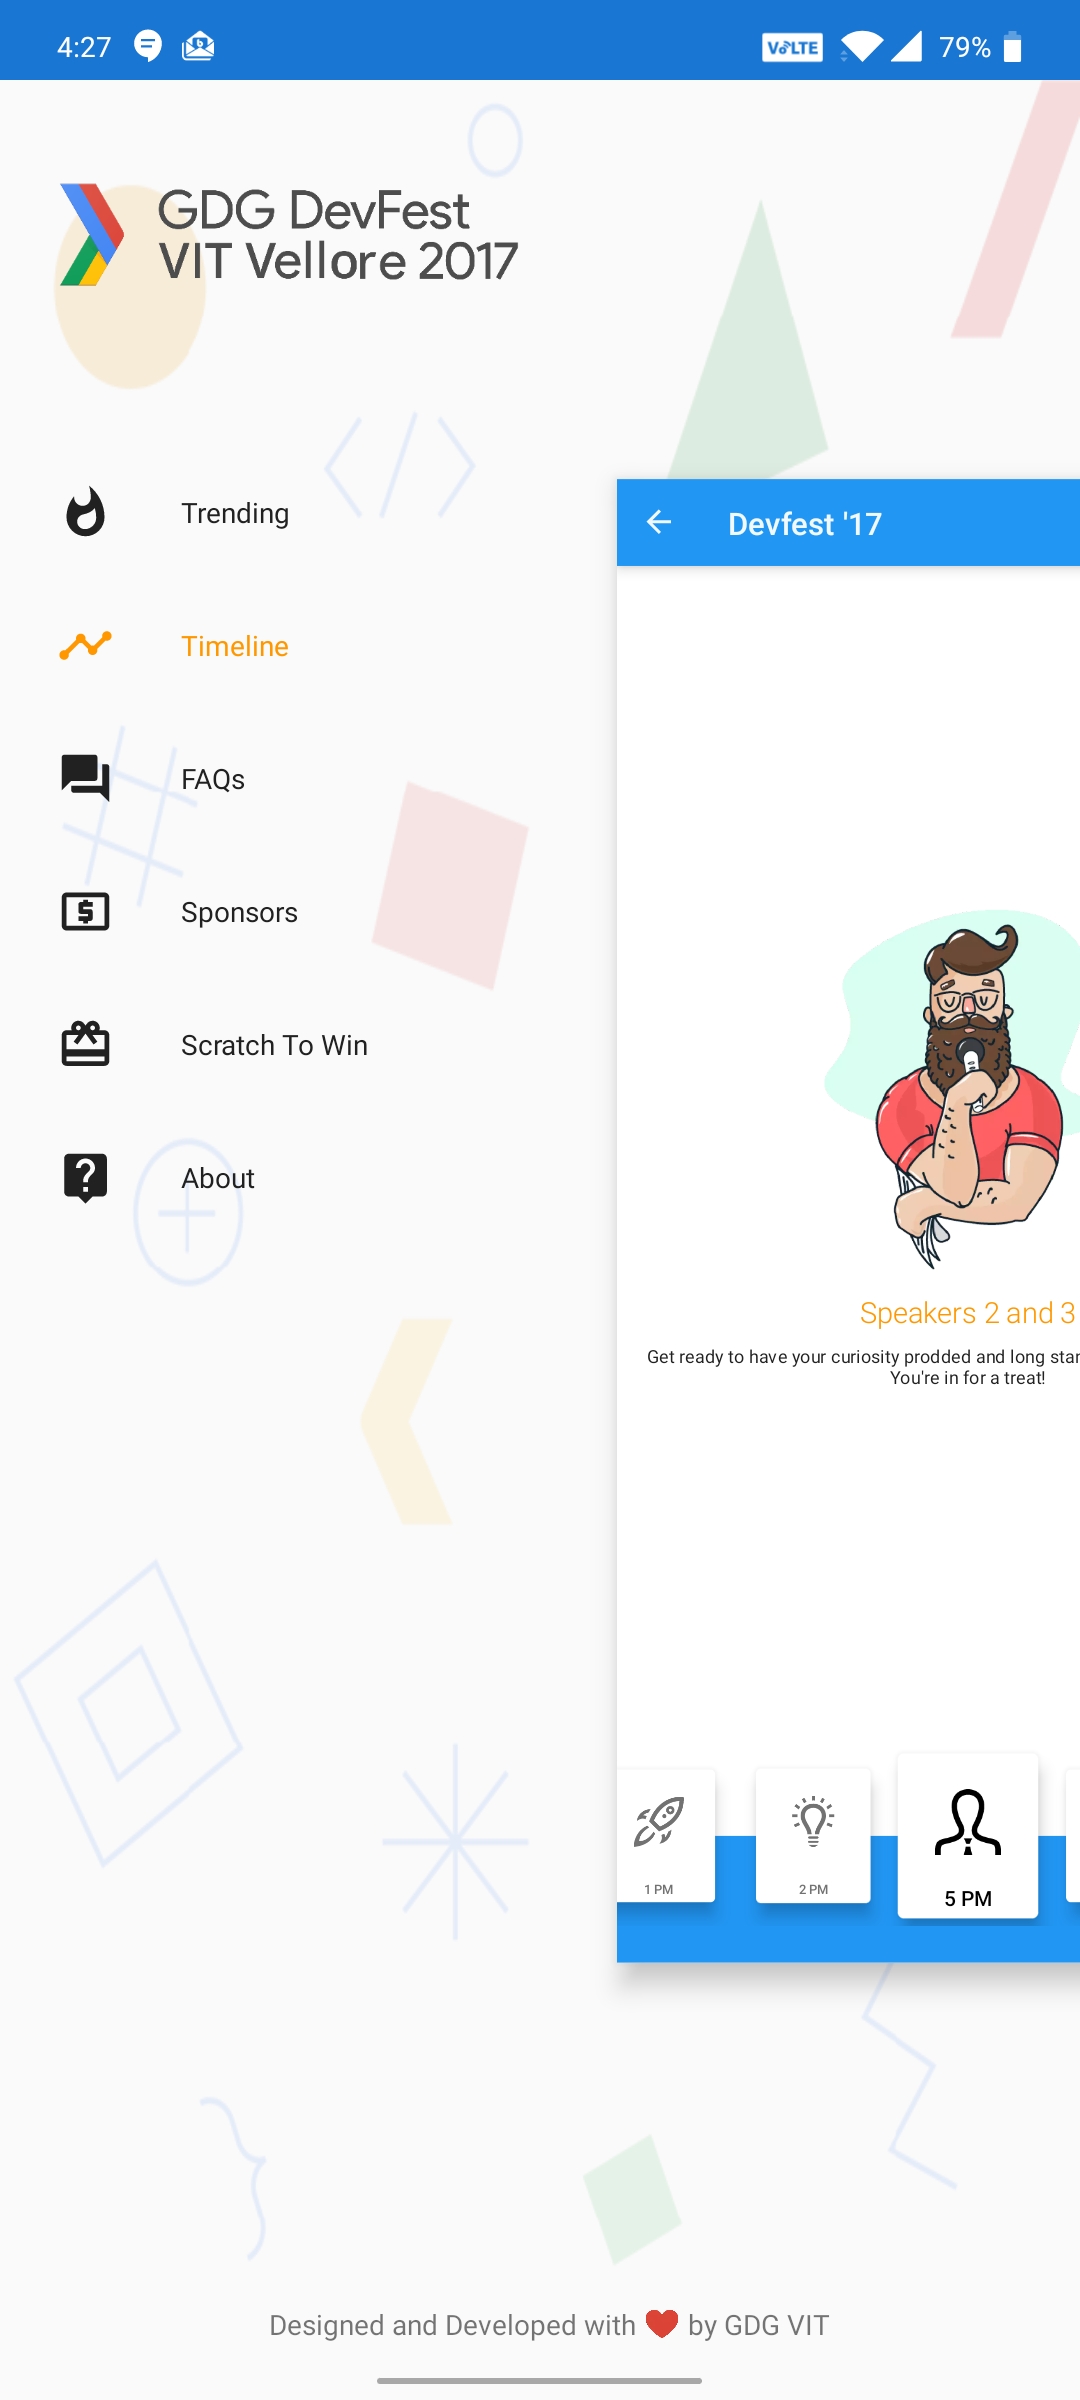 4:27
VoLTE
79%
GDG DevFest
VIT Vellore 2017
Trending
Timeline
FAQs
Sponsors
Scratch To Win
About
Devfest '17
Speakers 2 and 3
Get ready to have your curiosity prodded and long
You're in for a treat!
1 PM
2 PM
5 PM
Designed and Developed with ❤ by GDG VIT